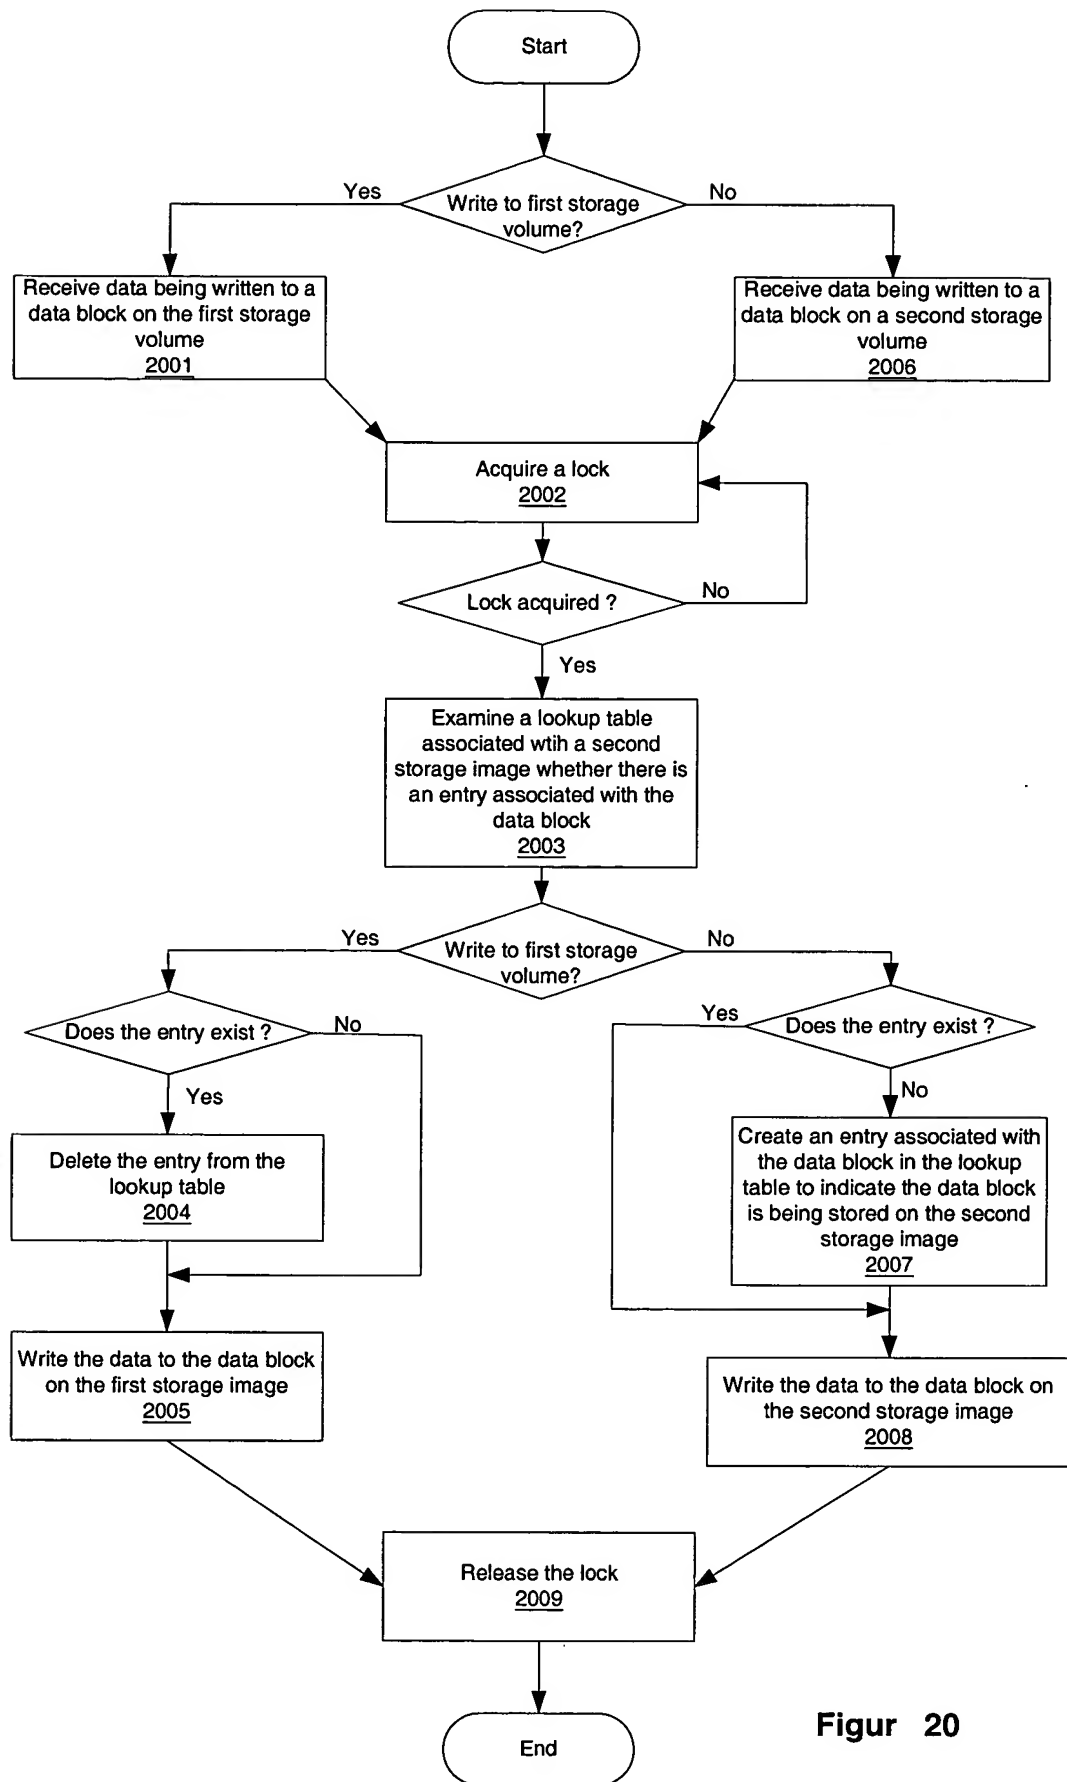 Start
Write to first storage
volume?
Yes
No
Receive data being written to a
data block on the first storage
volume
2001
Receive data being written to a
data block on a second storage
volume
2006
Acquire a lock
2002
Lock acquired ?
No
Yes
Examine a lookup table
associated wtih a second
storage image whether there is
an entry associated with the
data block
2003
Write to first storage
volume?
Yes
No
Does the entry exist ?
No
Yes
Does the entry exist ?
Yes
No
Delete the entry from the
lookup table
2004
Create an entry associated with
the data block in the lookup
table to indicate the data block
is being stored on the second
storage image
2007
Write the data to the data block
on the first storage image
2005
Write the data to the data block on
the second storage image
2008
Release the lock
2009
End
Figur 20